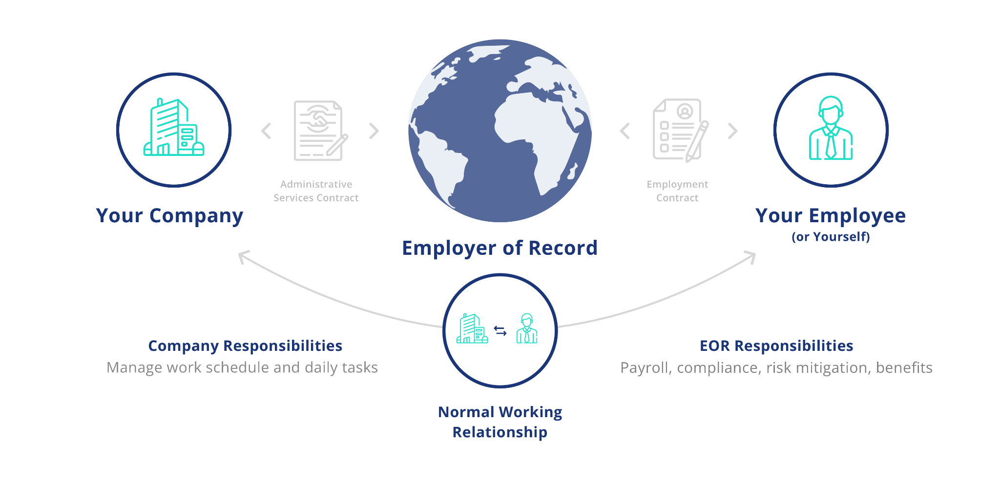 Administrative
Services Contract
Employment
Contract
Your Company
Your Employee
(or Yourself)
Employer of Record
Company Responsibilities
Manage work schedule and daily tasks
EOR Responsibilities
Payroll, compliance, risk mitigation, benefits
Normal Working
Relationship